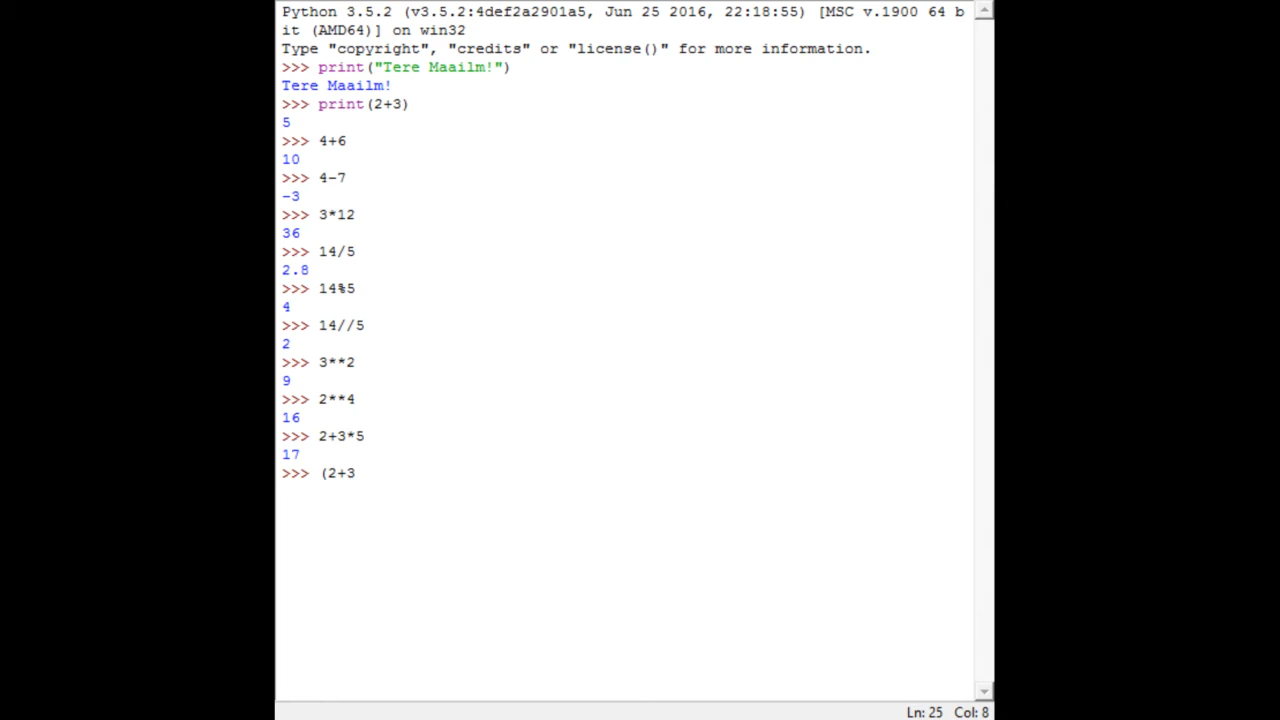 Python 3.5.2 (v3.5.2:4def2a2901a5, Jun 25 2016, 22:18:55) [MSC v.1900 64 b
it (AMD64)] on win32
Type "copyright", "credits" or "license()" for more information.
>>> print("Tere Maailm!")
Tere Maailm!
>>> print(2+3)
5
>>> 4+6
10
>>> 4-7
-3
>>> 3*12
36
>>> 14/5
2.8
>>> 14%5
4
>>> 14//5
2
>>> 3**2
9
>>> 2**4
16
>>> 2+3*5
17
>>> (2+3
Ln: 25 Col: 8